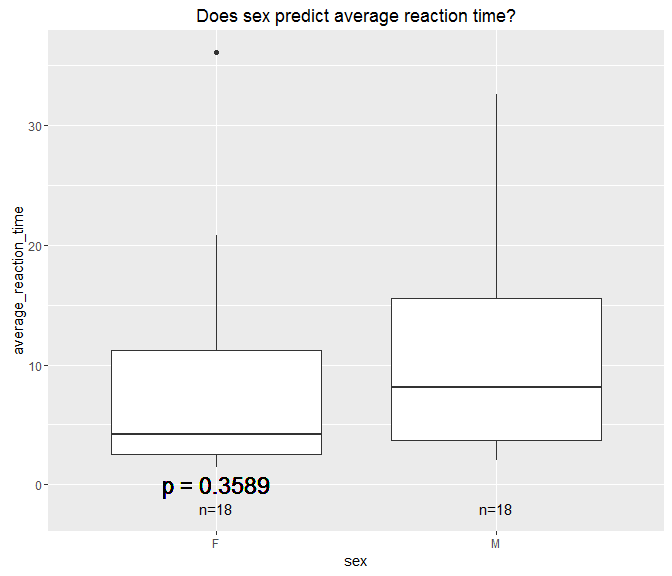 Does sex predict average reaction time?
average_reaction_time
30
20
10
0
p = 0.3589
n=18
n=18
F
M
sex